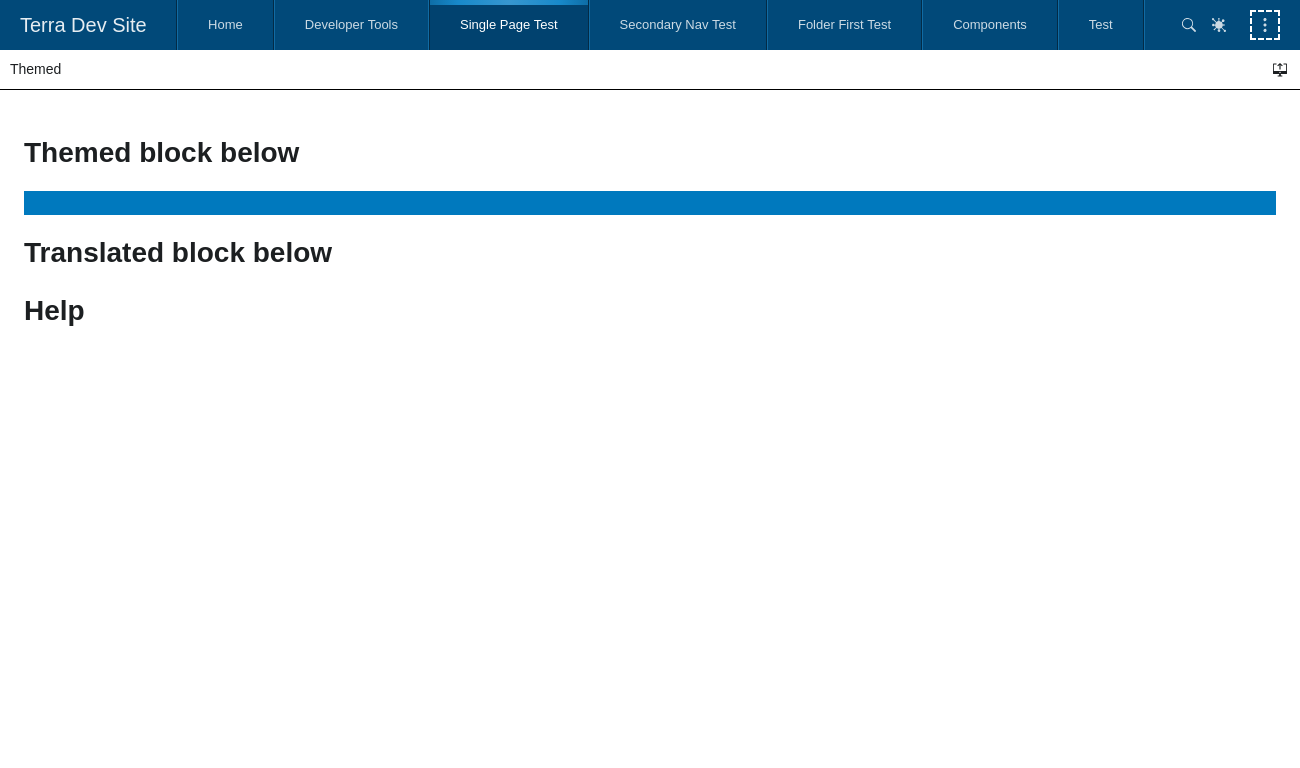 Terra Dev Site
Home
Developer Tools
Single Page Test
Secondary Nav Test
Folder First Test
Components
Test
Themed
Themed block below
Translated block below
Help